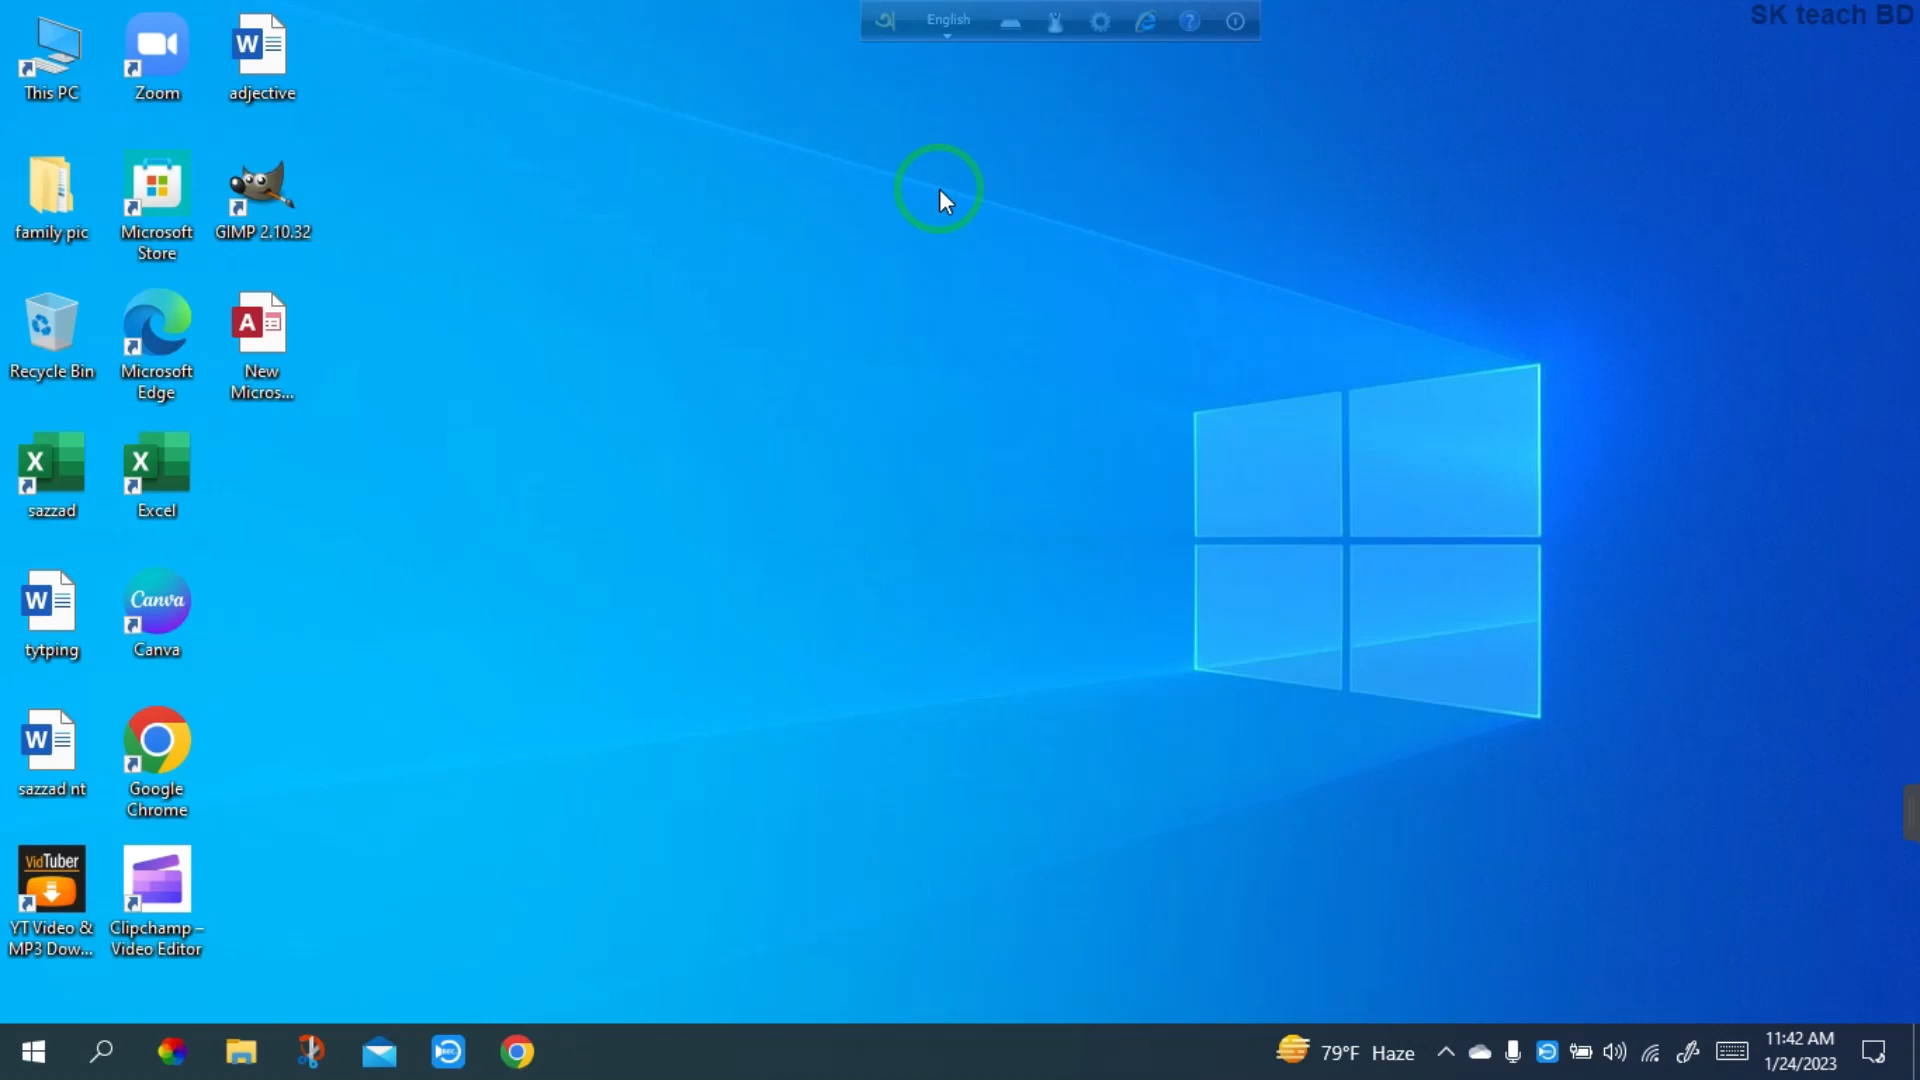 English
SK teach BD
This PC
Zoom
adjective
family pic
Microsoft
Store
GIMP 2.10.32
Recycle Bin
Microsoft
Edge
New
Micros...
sazzad
Excel
tytping
Canva
Canva
sazzad nt
Google
Chrome
VidTuber
YT Video &
MP3 Dow...
Clipchamp –
Video Editor
79°F Haze
11:42 AM
1/24/2023